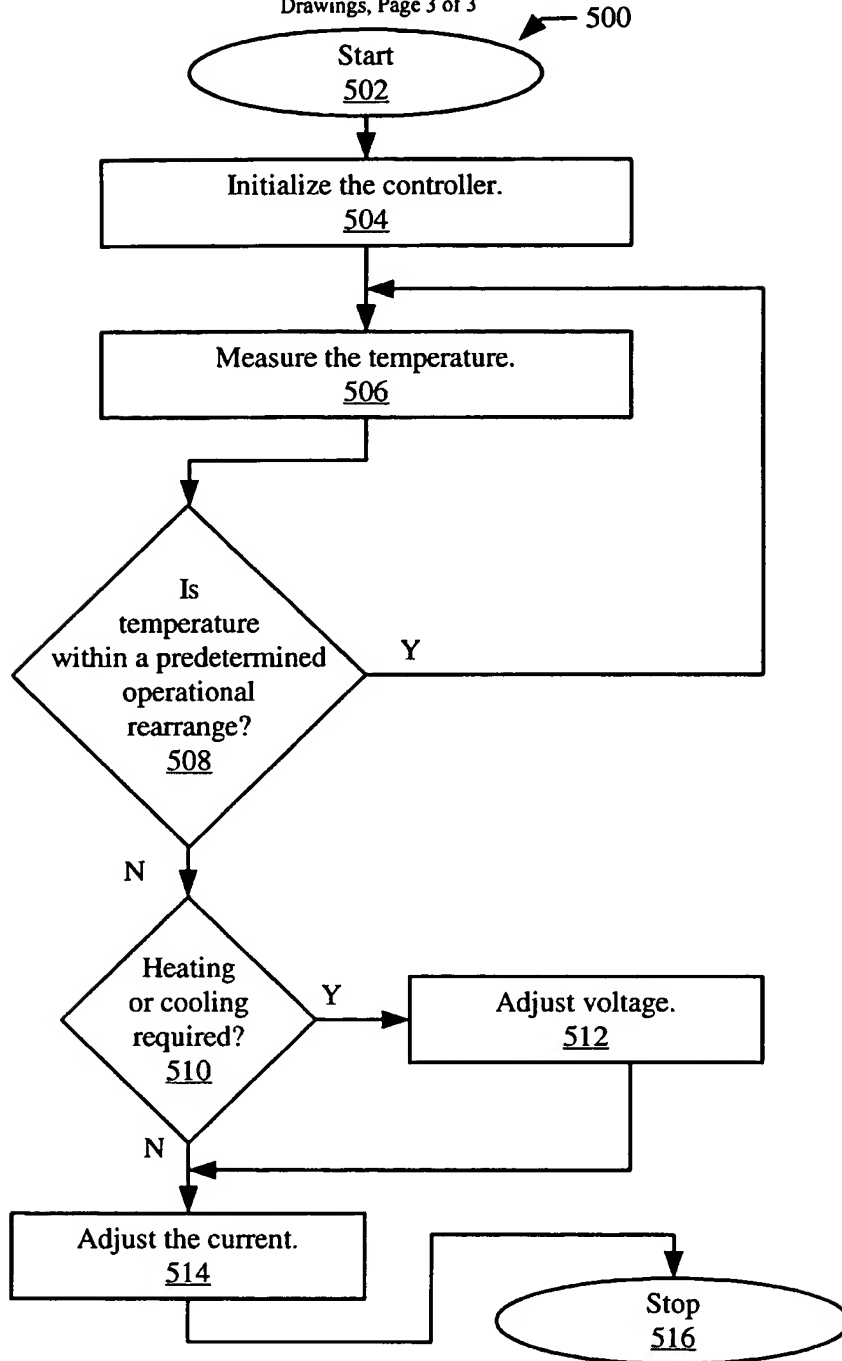 Drawings, Page 3 of 3
500
Start
502
Initialize the controller.
504
Measure the temperature.
506
Is
temperature
within a predetermined
operational
rearrange?
508
Y
N
Heating
or cooling
required?
510
Y
Adjust voltage.
512
N
Adjust the current.
514
Stop
516